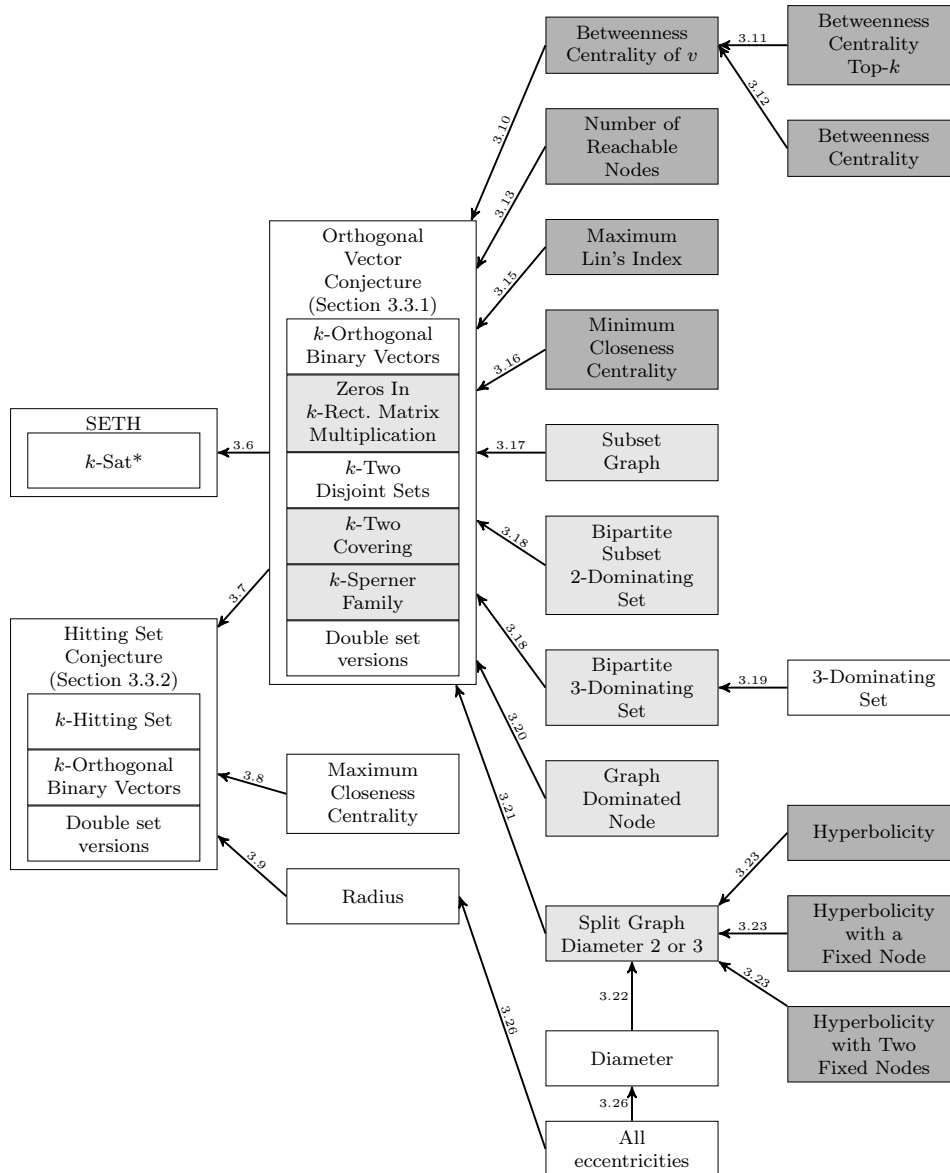 Betweenness
Centrality of v
3.11
Betweenness
Centrality
Top-k
3.12
Betweenness
Centrality
3.10
Number of
Reachable
Nodes
3.13
Orthogonal
Vector
Conjecture
(Section 3.3.1)
k-Orthogonal
Binary Vectors
Zeros In
k-Rect. Matrix
Multiplication
k-Two
Disjoint Sets
k-Two
Covering
k-Sperner
Family
Double set
versions
3.15
Maximum
Lin's Index
3.16
Minimum
Closeness
Centrality
SETH
k-Sat*
3.6
3.17
Subset
Graph
3.18
Bipartite
Subset
2-Dominating
Set
3.7
3.18
Bipartite
3-Dominating
Set
3.19
3-Dominating
Set
Hitting Set
Conjecture
(Section 3.3.2)
k-Hitting Set
k-Orthogonal
Binary Vectors
Double set
versions
3.8
Maximum
Closeness
Centrality
3.20
Graph
Dominated
Node
3.21
3.9
Radius
Split Graph
Diameter 2 or 3
3.23
Hyperbolicity
3.23
Hyperbolicity
with a
Fixed Node
3.23
Hyperbolicity
with Two
Fixed Nodes
3.22
3.26
Diameter
3.26
All
eccentricities